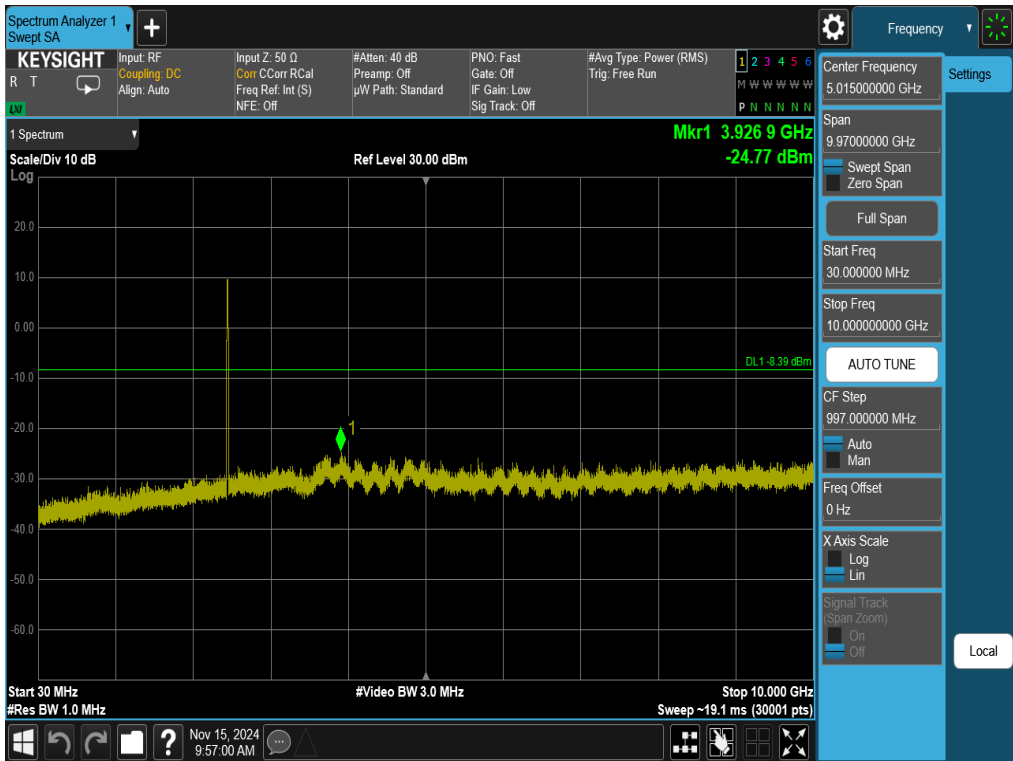 Spectrum Analyzer 1
Swept SA
+
Frequency
KEYSIGHT
R T
LXI
Input: RF
Coupling: DC
Align: Auto
Input Z: 50 Ω
Corr CCorr RCal
Freq Ref: Int (S)
NFE: Off
#Atten: 40 dB
Preamp: Off
µW Path: Standard
PNO: Fast
Gate: Off
IF Gain: Low
Sig Track: Off
#Avg Type: Power (RMS)
Trig: Free Run
1 2 3 4 5 6
M W W W W W
P N N N N N
1 Spectrum
Scale/Div 10 dB
Log
Ref Level 30.00 dBm
Mkr1 3.926 9 GHz
-24.77 dBm
20.0
10.0
0.00
-10.0
-20.0
-30.0
-40.0
-50.0
-60.0
DL1 -8.39 dBm
1
Start 30 MHz
#Res BW 1.0 MHz
#Video BW 3.0 MHz
Stop 10.000 GHz
Sweep ~19.1 ms (30001 pts)
Center Frequency
5.015000000 GHz
Span
9.97000000 GHz
Swept Span
Zero Span
Full Span
Start Freq
30.000000 MHz
Stop Freq
10.000000000 GHz
AUTO TUNE
CF Step
997.000000 MHz
Auto
Man
Freq Offset
0 Hz
X Axis Scale
Log
Lin
Signal Track
(Span Zoom)
On
Off
Settings
Local
?
Nov 15, 2024
9:57:00 AM